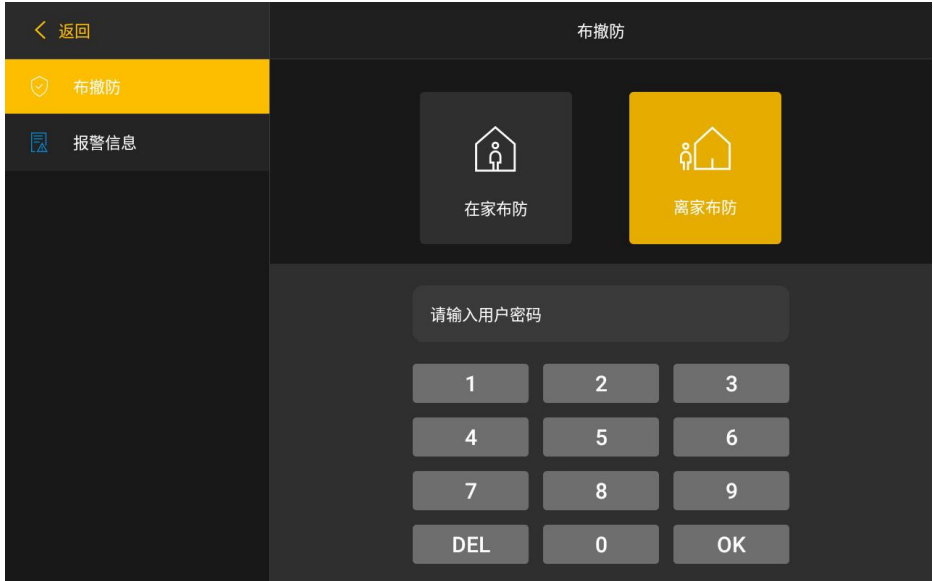 返回
布撤防
布撤防
报警信息
在家布防
离家布防
请输入用户密码
1 2 3
4 5 6
7 8 9
DEL 0 OK